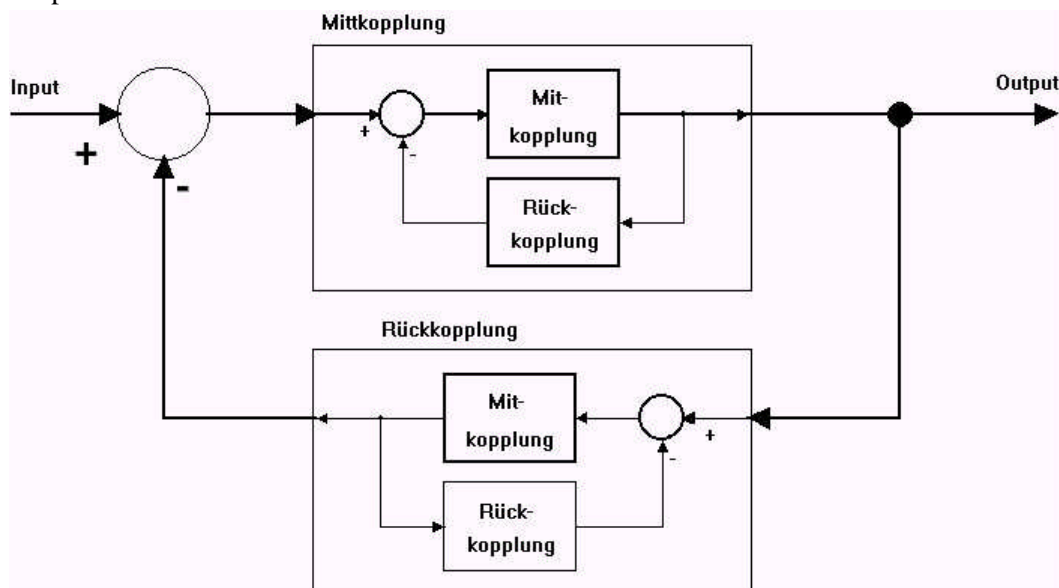 Mittkopplung
Input
Output
Mit-
kopplung
+
-
+
-
Rück-
kopplung
Rückkopplung
Mit-
kopplung
+
-
Rück-
kopplung